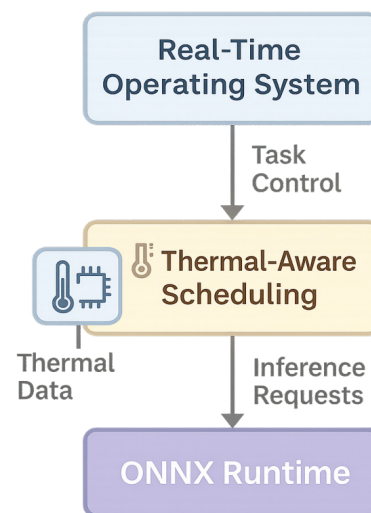 Real-Time
Operating System
Task
Control
Thermal-Aware
Scheduling
Thermal
Data
Inference
Requests
ONNX Runtime